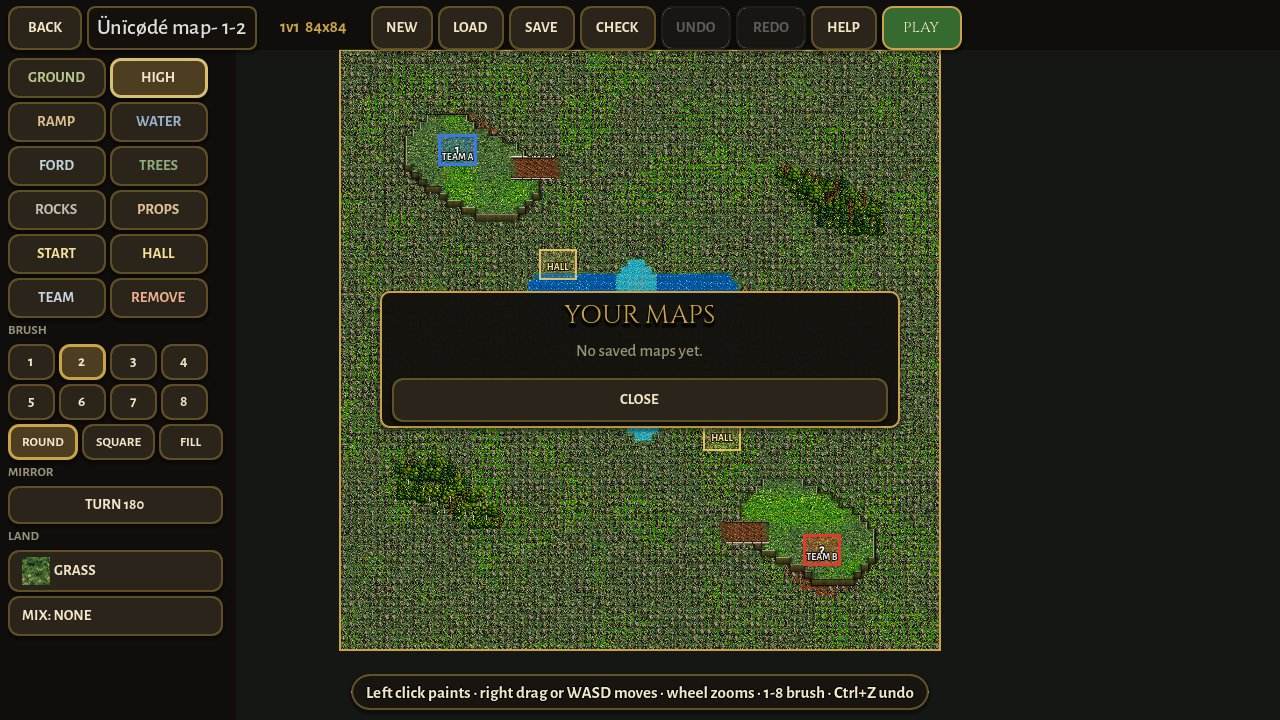 BACK
Ünicødé map- 1-2
1v1 84x84
NEW
LOAD
SAVE
CHECK
UNDO
REDO
HELP
PLAY
GROUND
HIGH
RAMP
WATER
FORD
TREES
ROCKS
PROPS
START
HALL
TEAM
REMOVE
BRUSH
1
2
3
4
5
6
7
8
ROUND
SQUARE
FILL
MIRROR
TURN 180
LAND
GRASS
MIX: NONE
1
TEAM A
HALL
YOUR MAPS
No saved maps yet.
CLOSE
HALL
2
TEAM B
Left click paints · right drag or WASD moves · wheel zooms · 1-8 brush · Ctrl+Z undo